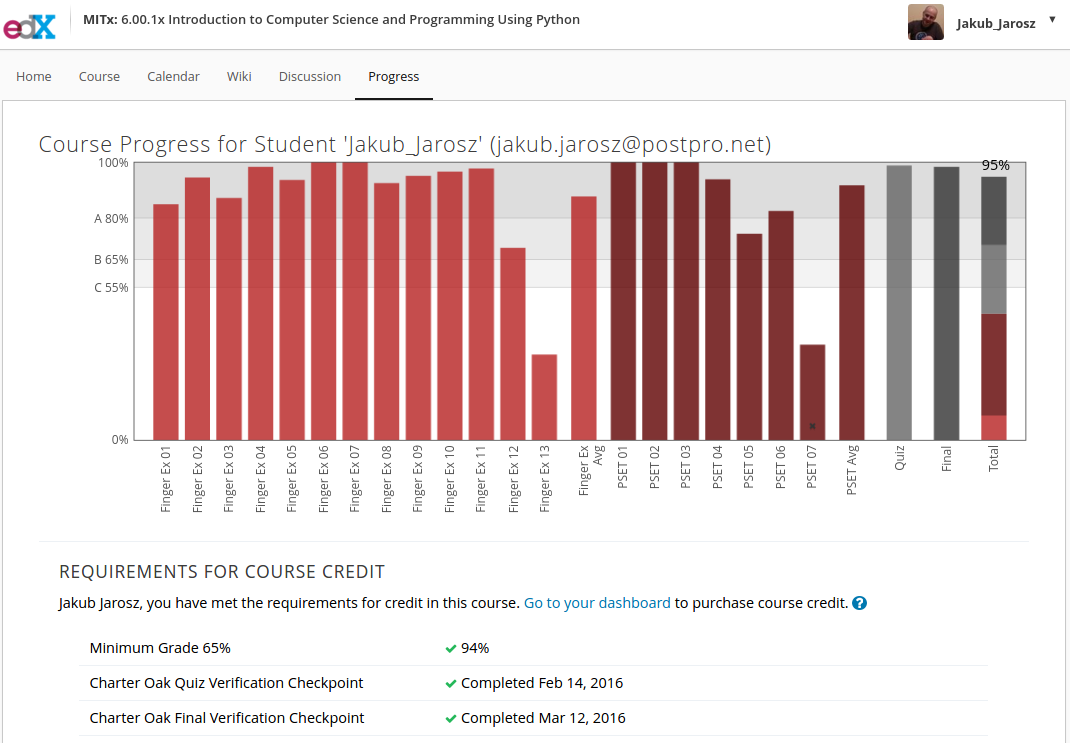 edX
MITx: 6.00.1x Introduction to Computer Science and Programming Using Python
Jakub_Jarosz ▼
Home Course Calendar Wiki Discussion Progress
Course Progress for Student 'Jakub_Jarosz' (jakub.jarosz@postpro.net)
100%
95%
A 80%
B 65%
C 55%
0%
Finger Ex 01
Finger Ex 02
Finger Ex 03
Finger Ex 04
Finger Ex 05
Finger Ex 06
Finger Ex 07
Finger Ex 08
Finger Ex 09
Finger Ex 10
Finger Ex 11
Finger Ex 12
Finger Ex 13
Finger Ex
Avg
PSET 01
PSET 02
PSET 03
PSET 04
PSET 05
PSET 06
PSET 07
PSET Avg
Quiz
Final
Total
REQUIREMENTS FOR COURSE CREDIT
Jakub Jarosz, you have met the requirements for credit in this course. Go to your dashboard to purchase course credit. ?
Minimum Grade 65% ✓ 94%
Charter Oak Quiz Verification Checkpoint ✓ Completed Feb 14, 2016
Charter Oak Final Verification Checkpoint ✓ Completed Mar 12, 2016